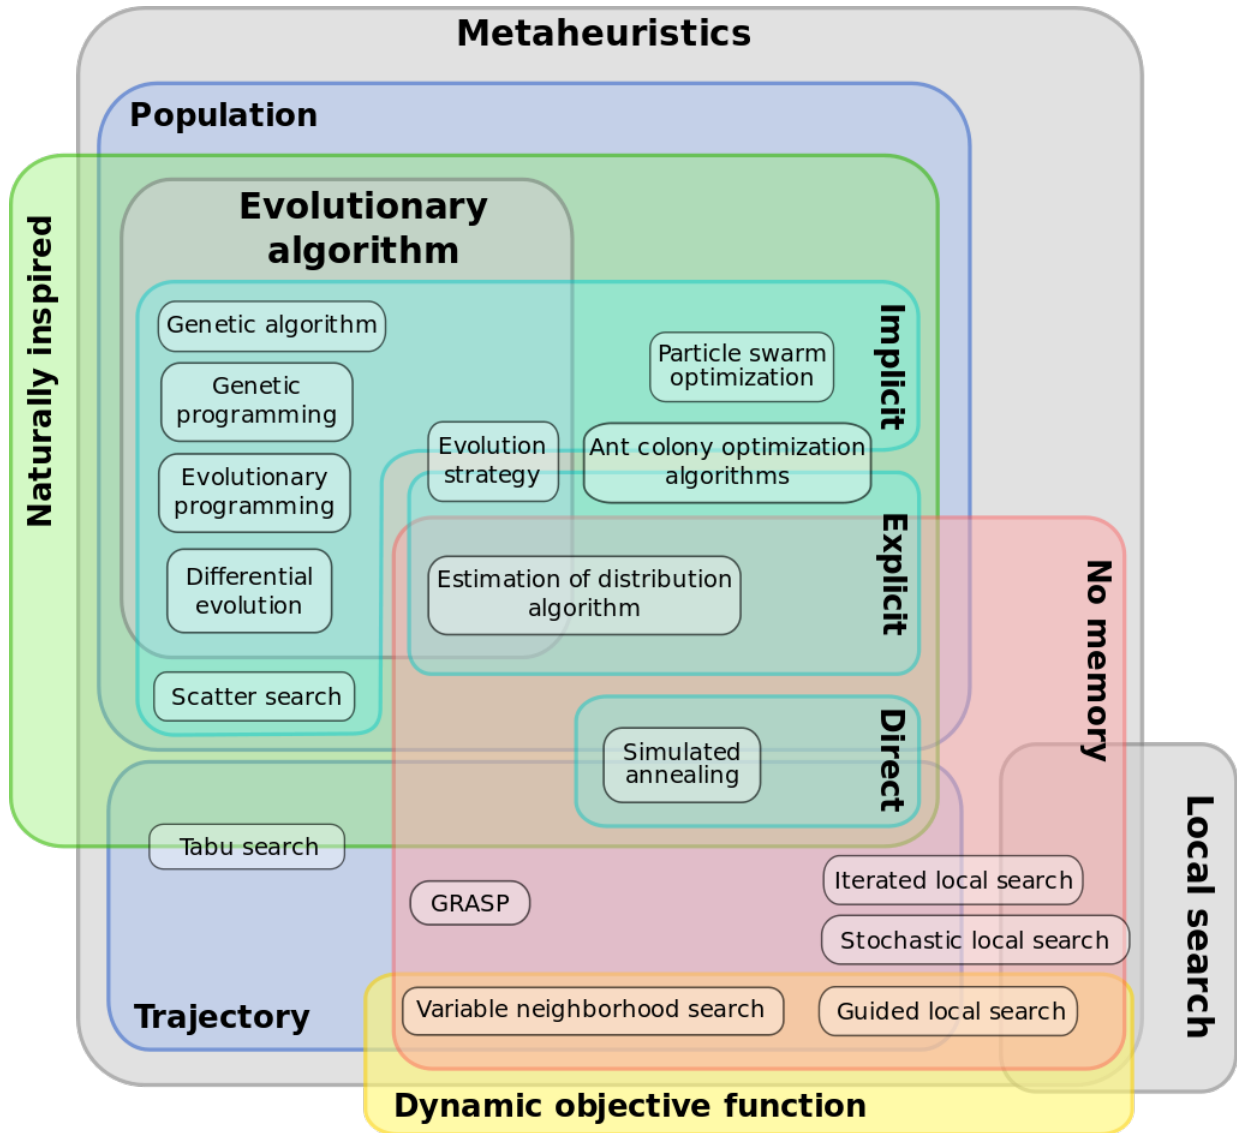 Metaheuristics
Population
Naturally inspired
Evolutionary
algorithm
Implicit
Genetic algorithm
Particle swarm
optimization
Genetic
programming
Evolution
strategy
Ant colony optimization
algorithms
Evolutionary
programming
Explicit
Differential
evolution
Estimation of distribution
algorithm
No memory
Scatter search
Direct
Simulated
annealing
Local search
Tabu search
Iterated local search
GRASP
Stochastic local search
Trajectory
Variable neighborhood search
Guided local search
Dynamic objective function